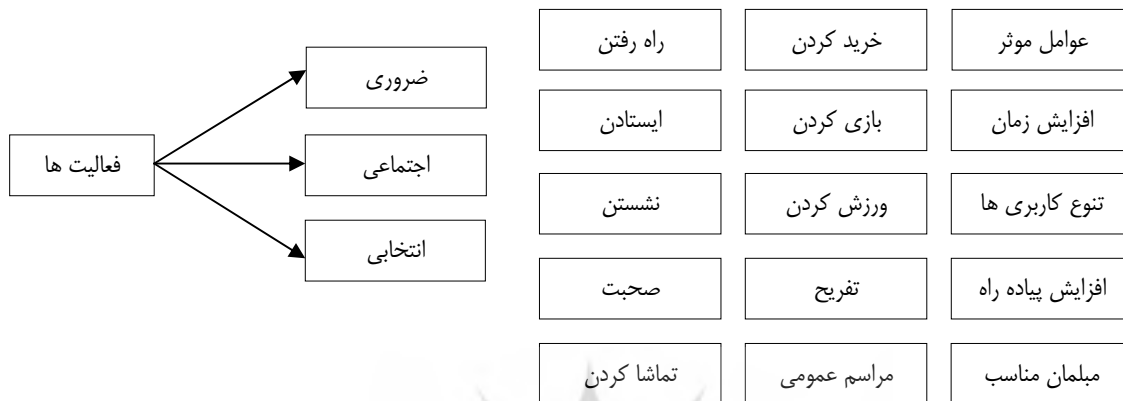 عوامل موثر
خرید کردن
راه رفتن
ضروری
افزایش زمان
بازی کردن
ایستادن
اجتماعی
فعالیت ها
تنوع کاربری ها
ورزش کردن
نشستن
انتخابی
افزایش پیاده راه
تفریح
صحبت
مبلمان مناسب
مراسم عمومی
تماشا کردن